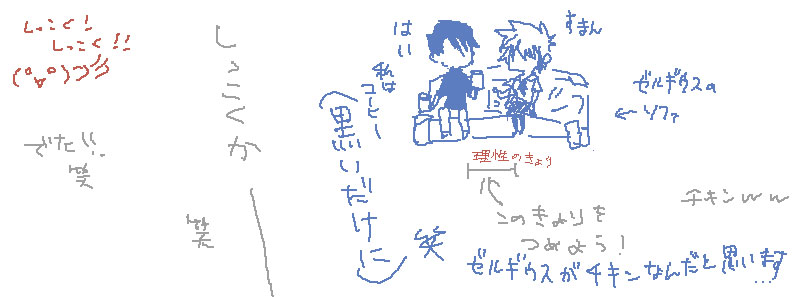 しっこく!
しっこく!!
(°∀°)つ彡
でた!!
笑
しっこくかー
笑
はい
私は
コーヒー
(黒いだけに)
笑
すまん
ゼルギウスの
←ソファ
理性のきょり
このきょりを
つめよう!
チキンww
ゼルギウスがチキンなんだと思います
...